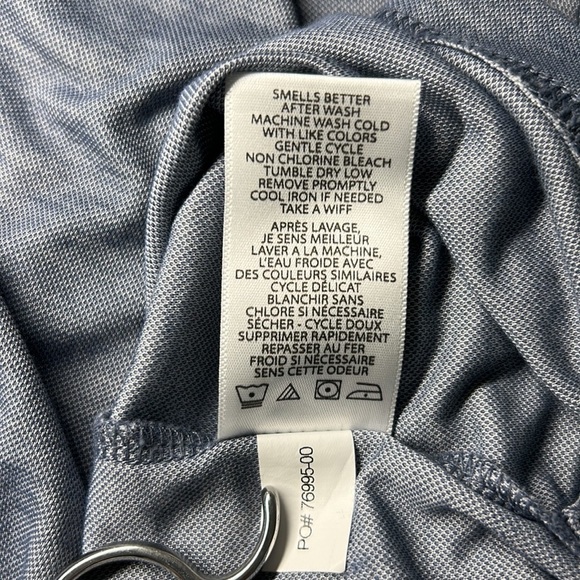 SMELLS BETTER
AFTER WASH
MACHINE WASH COLD
WITH LIKE COLORS
GENTLE CYCLE
NON CHLORINE BLEACH
TUMBLE DRY LOW
REMOVE PROMPTLY
COOL IRON IF NEEDED
TAKE A WIFF
APRÈS LAVAGE,
JE SENS MEILLEUR
LAVER A LA MACHINE,
L'EAU FROIDE AVEC
DES COULEURS SIMILAIRES
CYCLE DÉLICAT
BLANCHIR SANS
CHLORE SI NÉCESSAIRE
SÉCHER - CYCLE DOUX
SUPPRIMER RAPIDEMENT
REPASSER AU FER
FROID SI NÉCESSAIRE
SENS CETTE ODEUR
PO# 76995-00